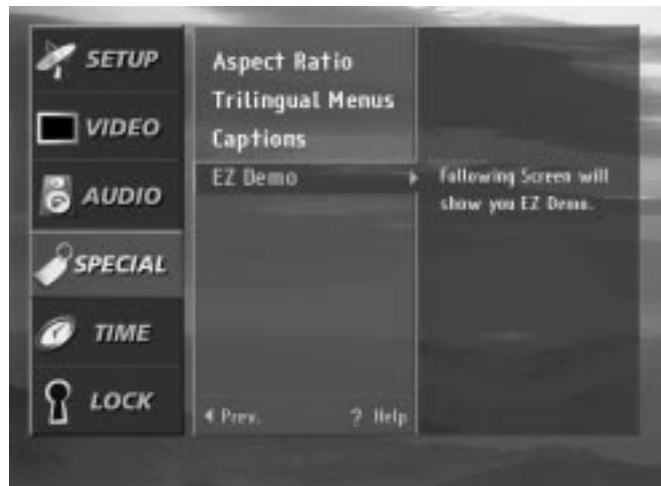 SETUP
VIDEO
AUDIO
SPECIAL
TIME
LOCK
Aspect Ratio
Trilingual Menus
Captions
EZ Demo
Prev.
? Help
Following Screen will
show you EZ Demo.